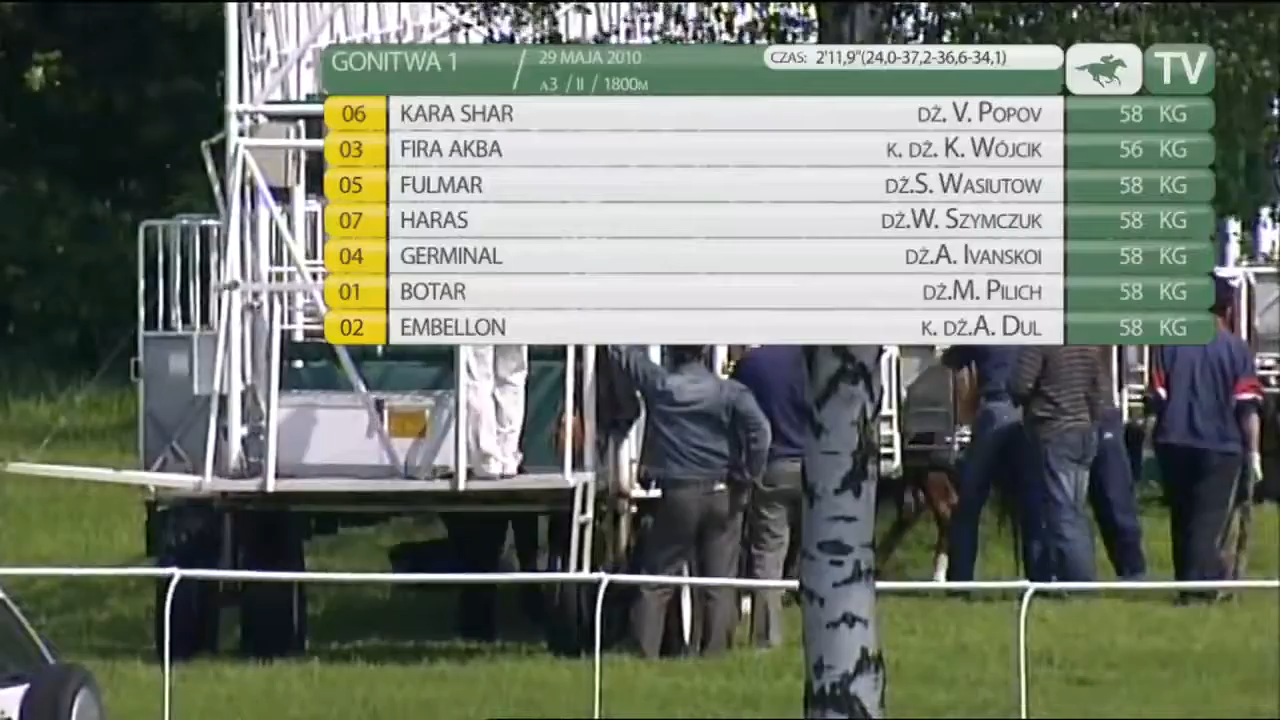 GONITWA 1
29 MAJA 2010
A3 / II / 1800M
CZAS: 2'11,9"(24,0-37,2-36,6-34,1)
TV
06 KARA SHAR DŻ. V. POPOV 58 KG
03 FIRA AKBA K. DŻ. K. WÓJCIK 56 KG
05 FULMAR DŻ.S. WASIUTOW 58 KG
07 HARAS DŻ.W. SZYMCZUK 58 KG
04 GERMINAL DŻ.A. IVANSKOI 58 KG
01 BOTAR DŻ.M. PILICH 58 KG
02 EMBELLON K. DŻ.A. DUL 58 KG